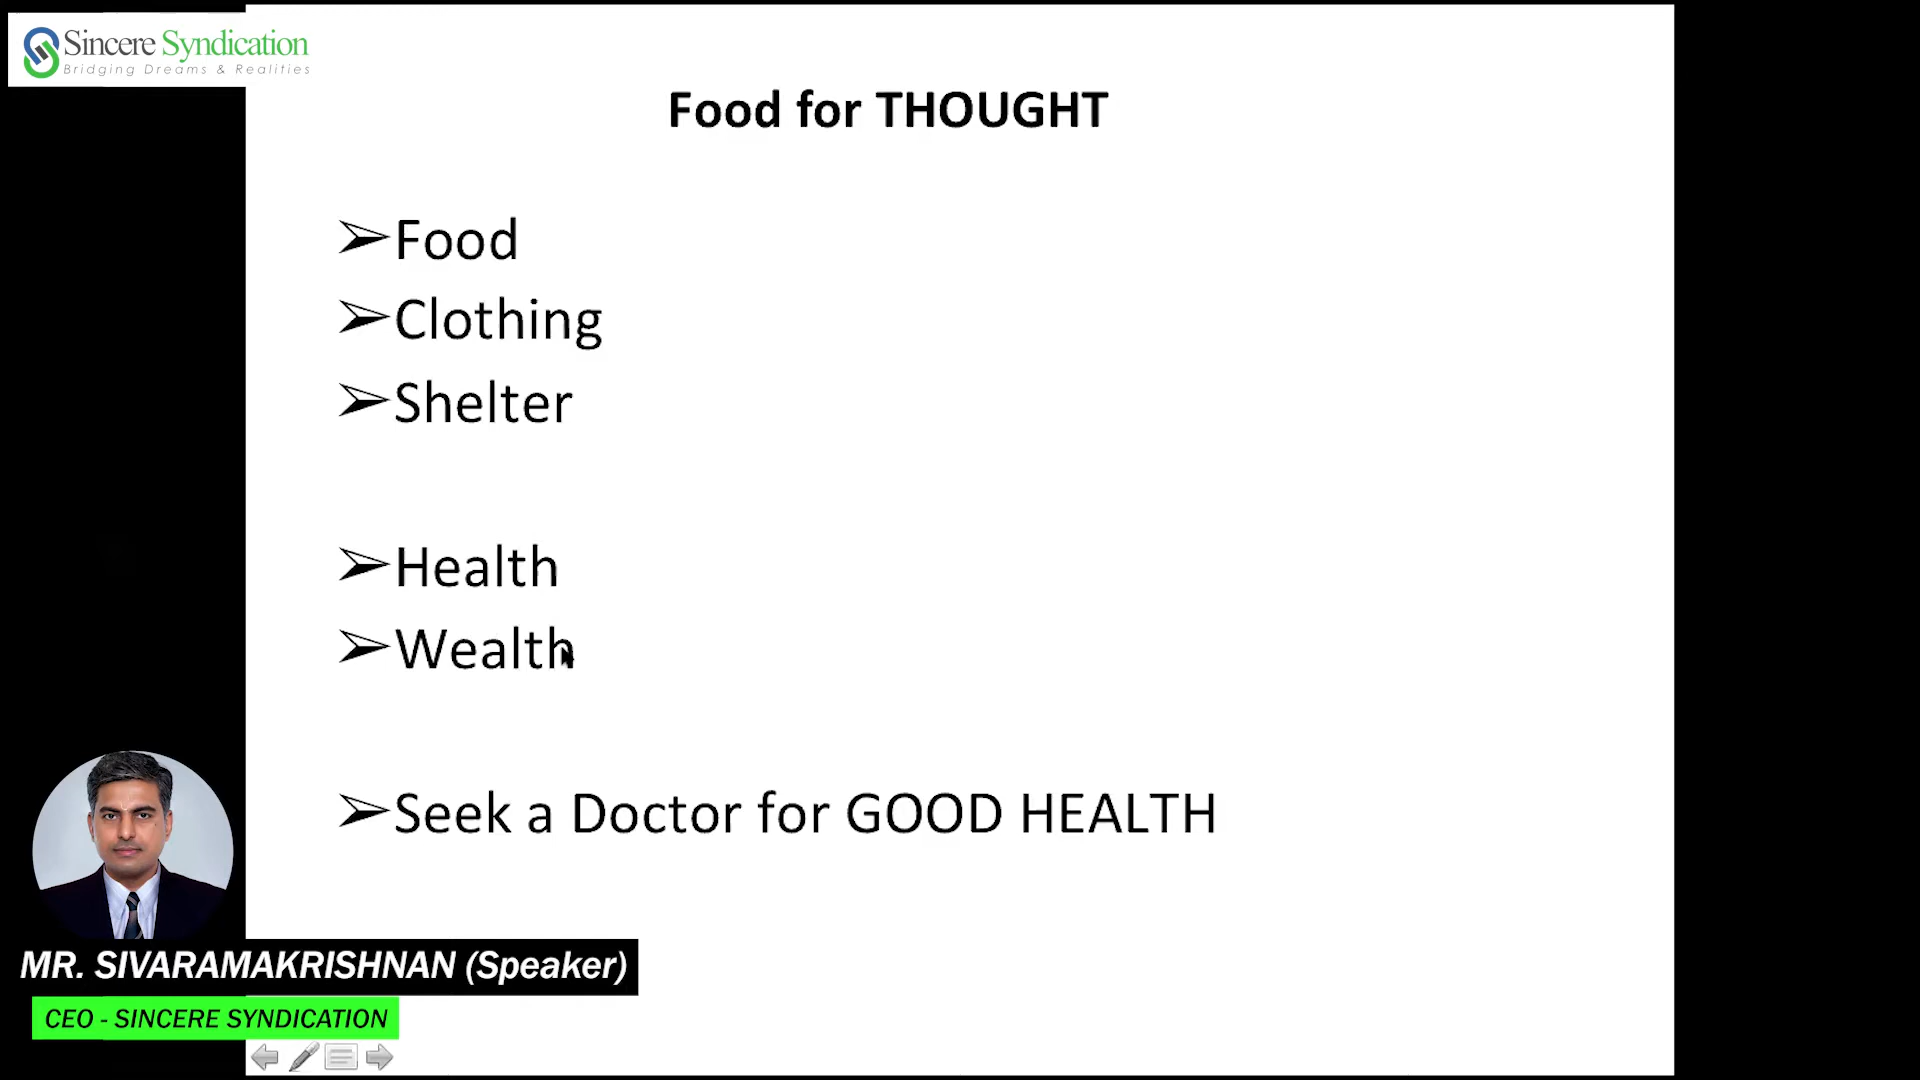 Sincere Syndication
Bridging Dreams & Realities
Food for THOUGHT
➢Food
➢Clothing
➢Shelter
➢Health
➢Wealth
➢Seek a Doctor for GOOD HEALTH
MR. SIVARAMAKRISHNAN (Speaker)
CEO - SINCERE SYNDICATION